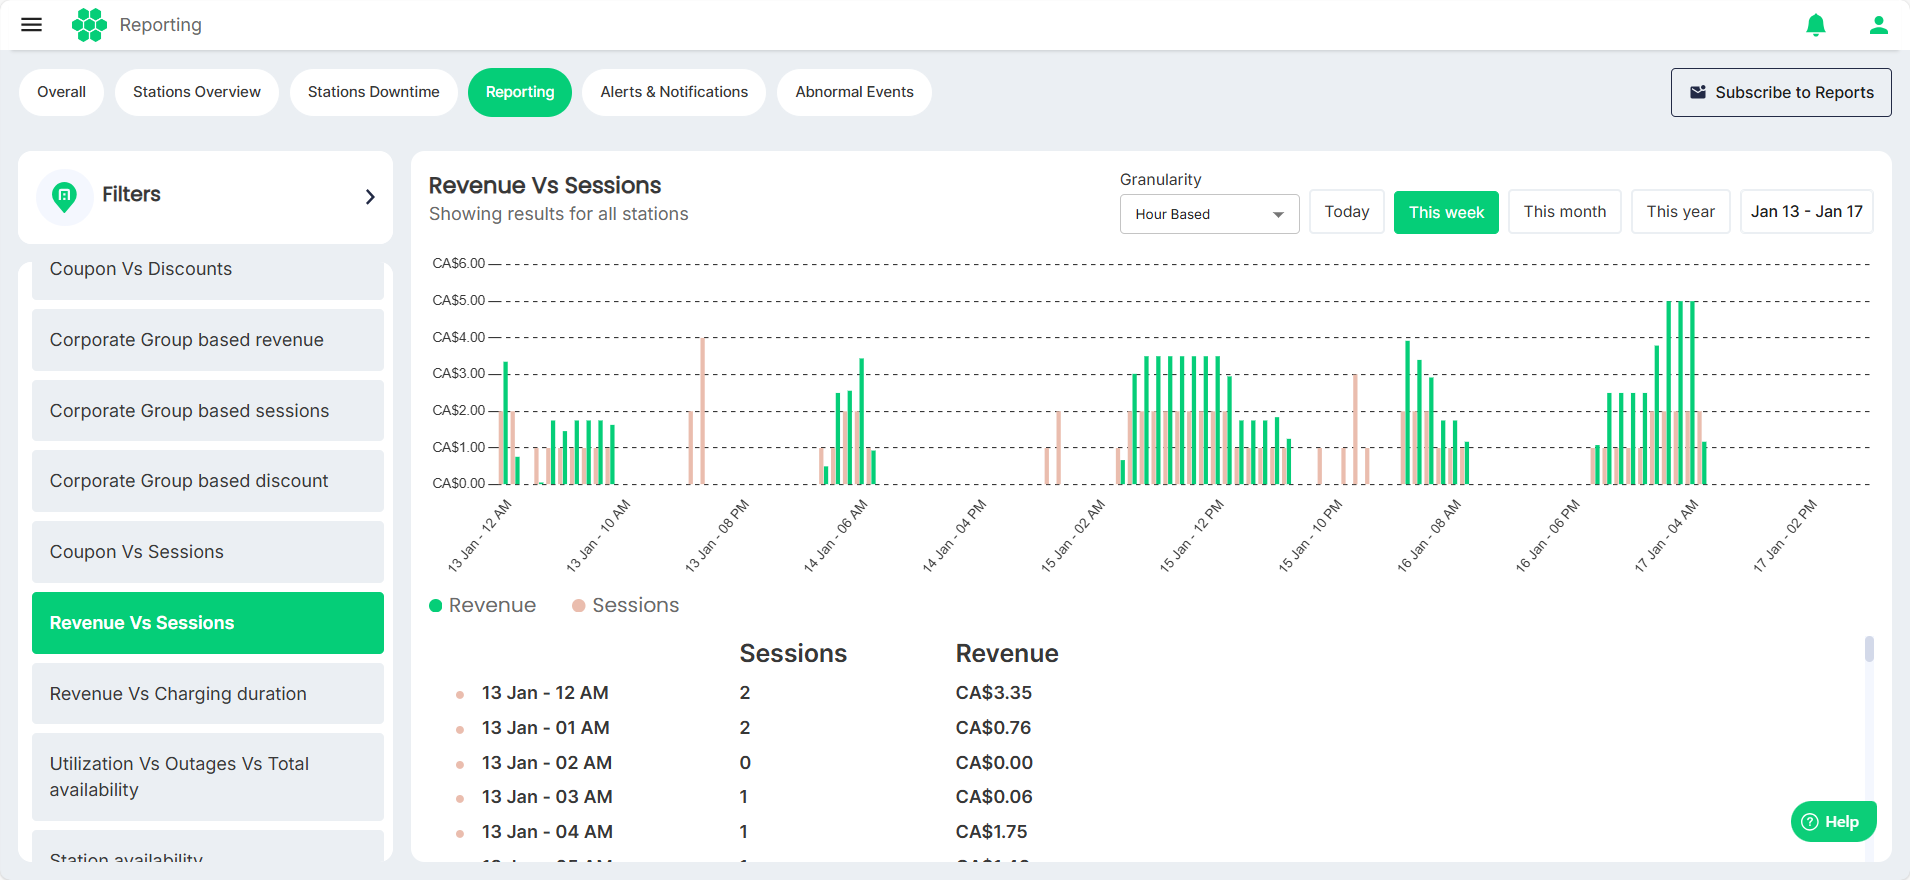 Reporting
Overall
Stations Overview
Stations Downtime
Reporting
Alerts & Notifications
Abnormal Events
Subscribe to Reports
Filters
Coupon Vs Discounts
Corporate Group based revenue
Corporate Group based sessions
Corporate Group based discount
Coupon Vs Sessions
Revenue Vs Sessions
Revenue Vs Charging duration
Utilization Vs Outages Vs Total
availability
Station availability
Revenue Vs Sessions
Showing results for all stations
Granularity
Hour Based
Today
This week
This month
This year
Jan 13 - Jan 17
CA$6.00
CA$5.00
CA$4.00
CA$3.00
CA$2.00
CA$1.00
CA$0.00
13 Jan - 12 AM
13 Jan - 10 AM
13 Jan - 08 PM
14 Jan - 06 AM
14 Jan - 04 PM
15 Jan - 02 AM
15 Jan - 12 PM
15 Jan - 10 PM
16 Jan - 08 AM
16 Jan - 06 PM
17 Jan - 04 AM
17 Jan - 02 PM
Revenue
Sessions
Sessions Revenue
13 Jan - 12 AM 2 CA$3.35
13 Jan - 01 AM 2 CA$0.76
13 Jan - 02 AM 0 CA$0.00
13 Jan - 03 AM 1 CA$0.06
13 Jan - 04 AM 1 CA$1.75
Help